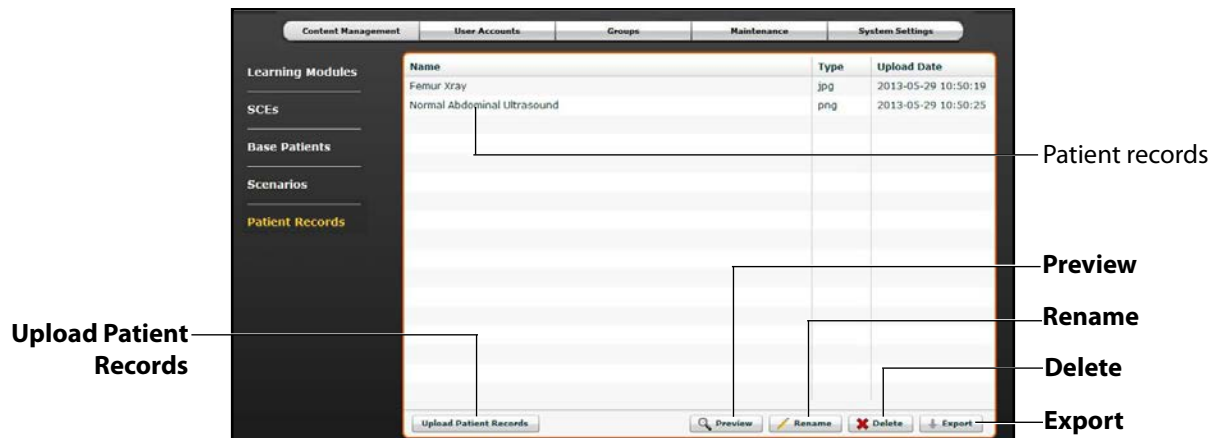 Content Management User Accounts Groups Maintenance System Settings
Learning Modules
SCEs
Base Patients
Scenarios
Patient Records
Name Type Upload Date
Femur Xray jpg 2013-05-29 10:50:19
Normal Abdominal Ultrasound png 2013-05-29 10:50:25
Patient records
Preview
Rename
Upload Patient
Records
Delete
Upload Patient Records Preview Rename Delete Export
Export